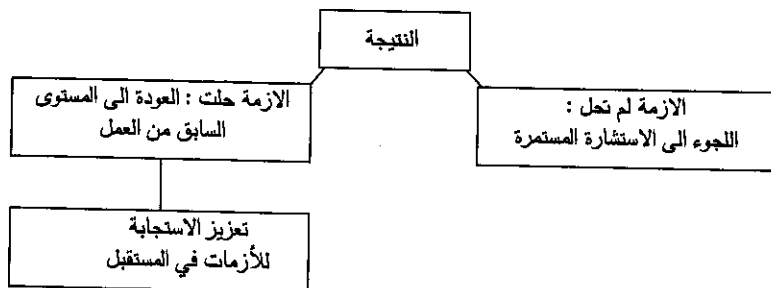 النتيجة
الازمة لم تحل :
اللجوء الى الاستشارة المستمرة
الازمة حلت : العودة الى المستوى
السابق من العمل
تعزيز الاستجابة
للأزمات في المستقبل